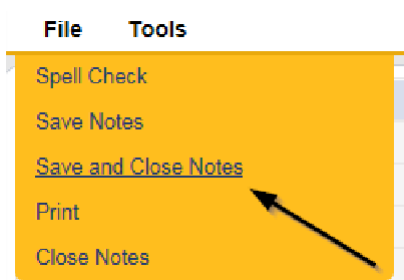 File Tools
Spell Check
Save Notes
Save and Close Notes
Print
Close Notes